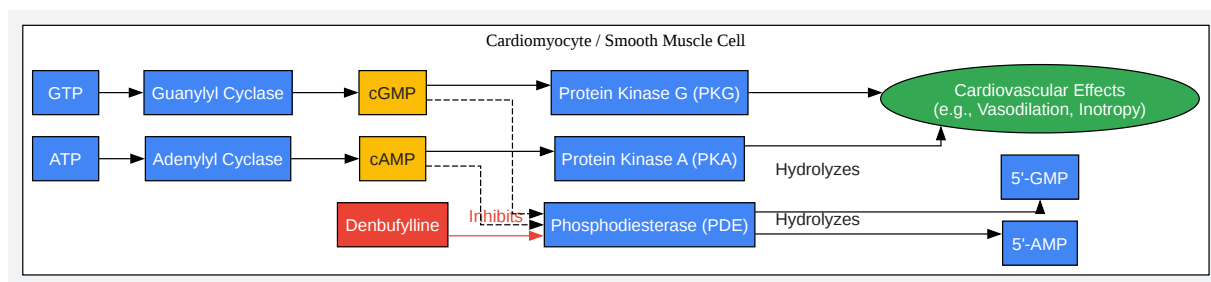 Cardiomyocyte / Smooth Muscle Cell
GTP
Guanylyl Cyclase
cGMP
Protein Kinase G (PKG)
Cardiovascular Effects
(e.g., Vasodilation, Inotropy)
ATP
Adenylyl Cyclase
cAMP
Protein Kinase A (PKA)
Hydrolyzes
5'-GMP
Denbufylline
Inhibits
Phosphodiesterase (PDE)
Hydrolyzes
5'-AMP